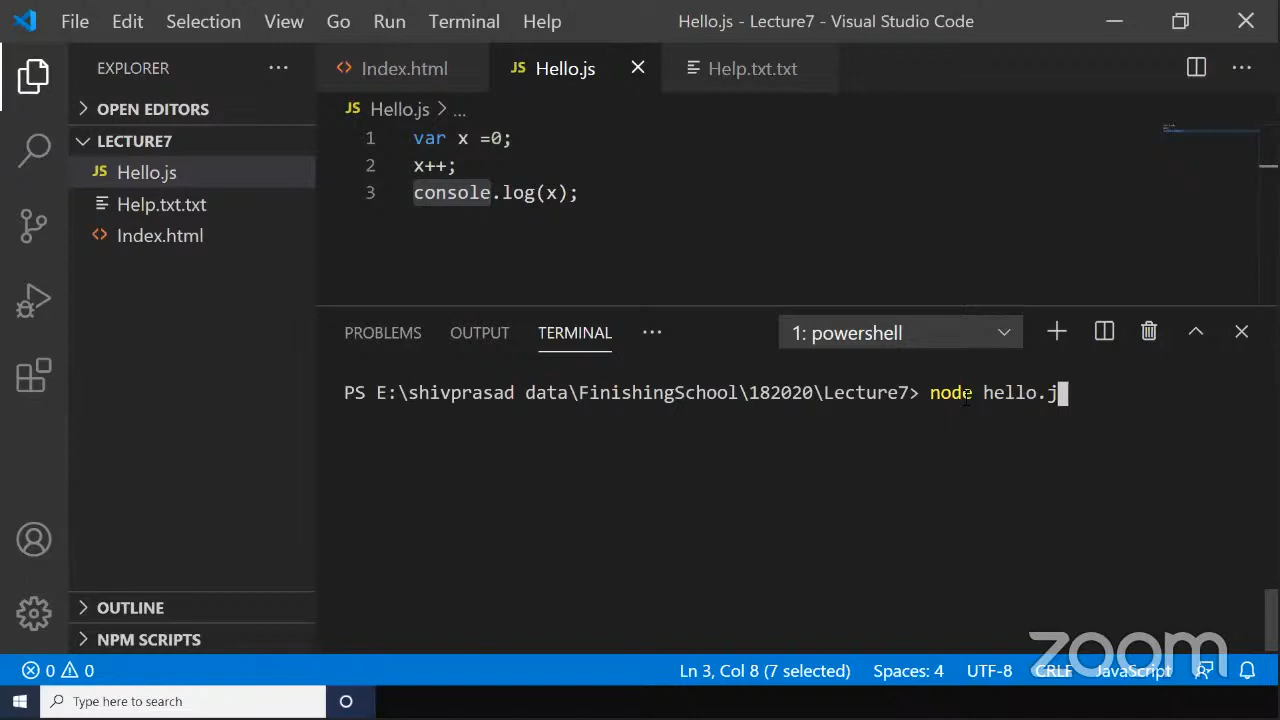 File Edit Selection View Go Run Terminal Help Hello.js - Lecture7 - Visual Studio Code
EXPLORER ...
Index.html
JS Hello.js
Help.txt.txt
...
OPEN EDITORS
JS Hello.js > ...
LECTURE7
1 var x =0;
JS Hello.js
2 x++;
Help.txt.txt
3 console.log(x);
Index.html
PROBLEMS OUTPUT TERMINAL ... 1: powershell
PS E:\shivprasad data\FinishingSchool\182020\Lecture7> node hello.j
OUTLINE
NPM SCRIPTS
zoom
0 0 Ln 3, Col 8 (7 selected) Spaces: 4 UTF-8 CRLF JavaScript
Type here to search